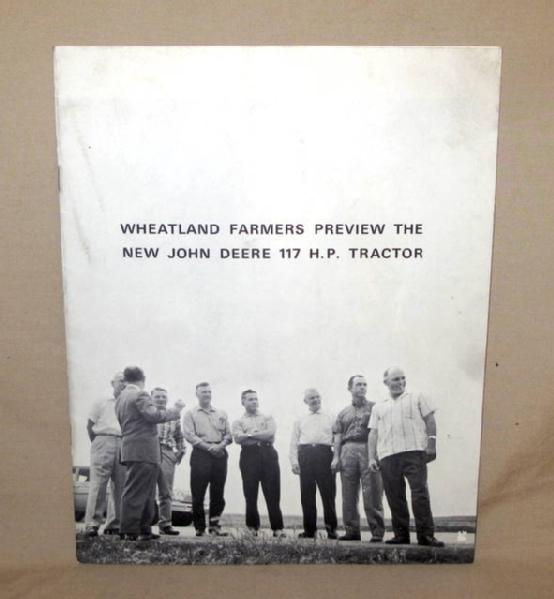 WHEATLAND FARMERS PREVIEW THE
NEW JOHN DEERE 117 H.P. TRACTOR